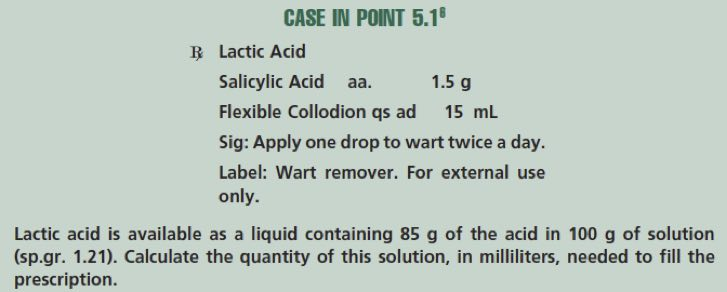 CASE IN POINT 5.1⁶
℞ Lactic Acid
Salicylic Acid aa. 1.5 g
Flexible Collodion qs ad 15 mL
Sig: Apply one drop to wart twice a day.
Label: Wart remover. For external use
only.
Lactic acid is available as a liquid containing 85 g of the acid in 100 g of solution
(sp.gr. 1.21). Calculate the quantity of this solution, in milliliters, needed to fill the
prescription.